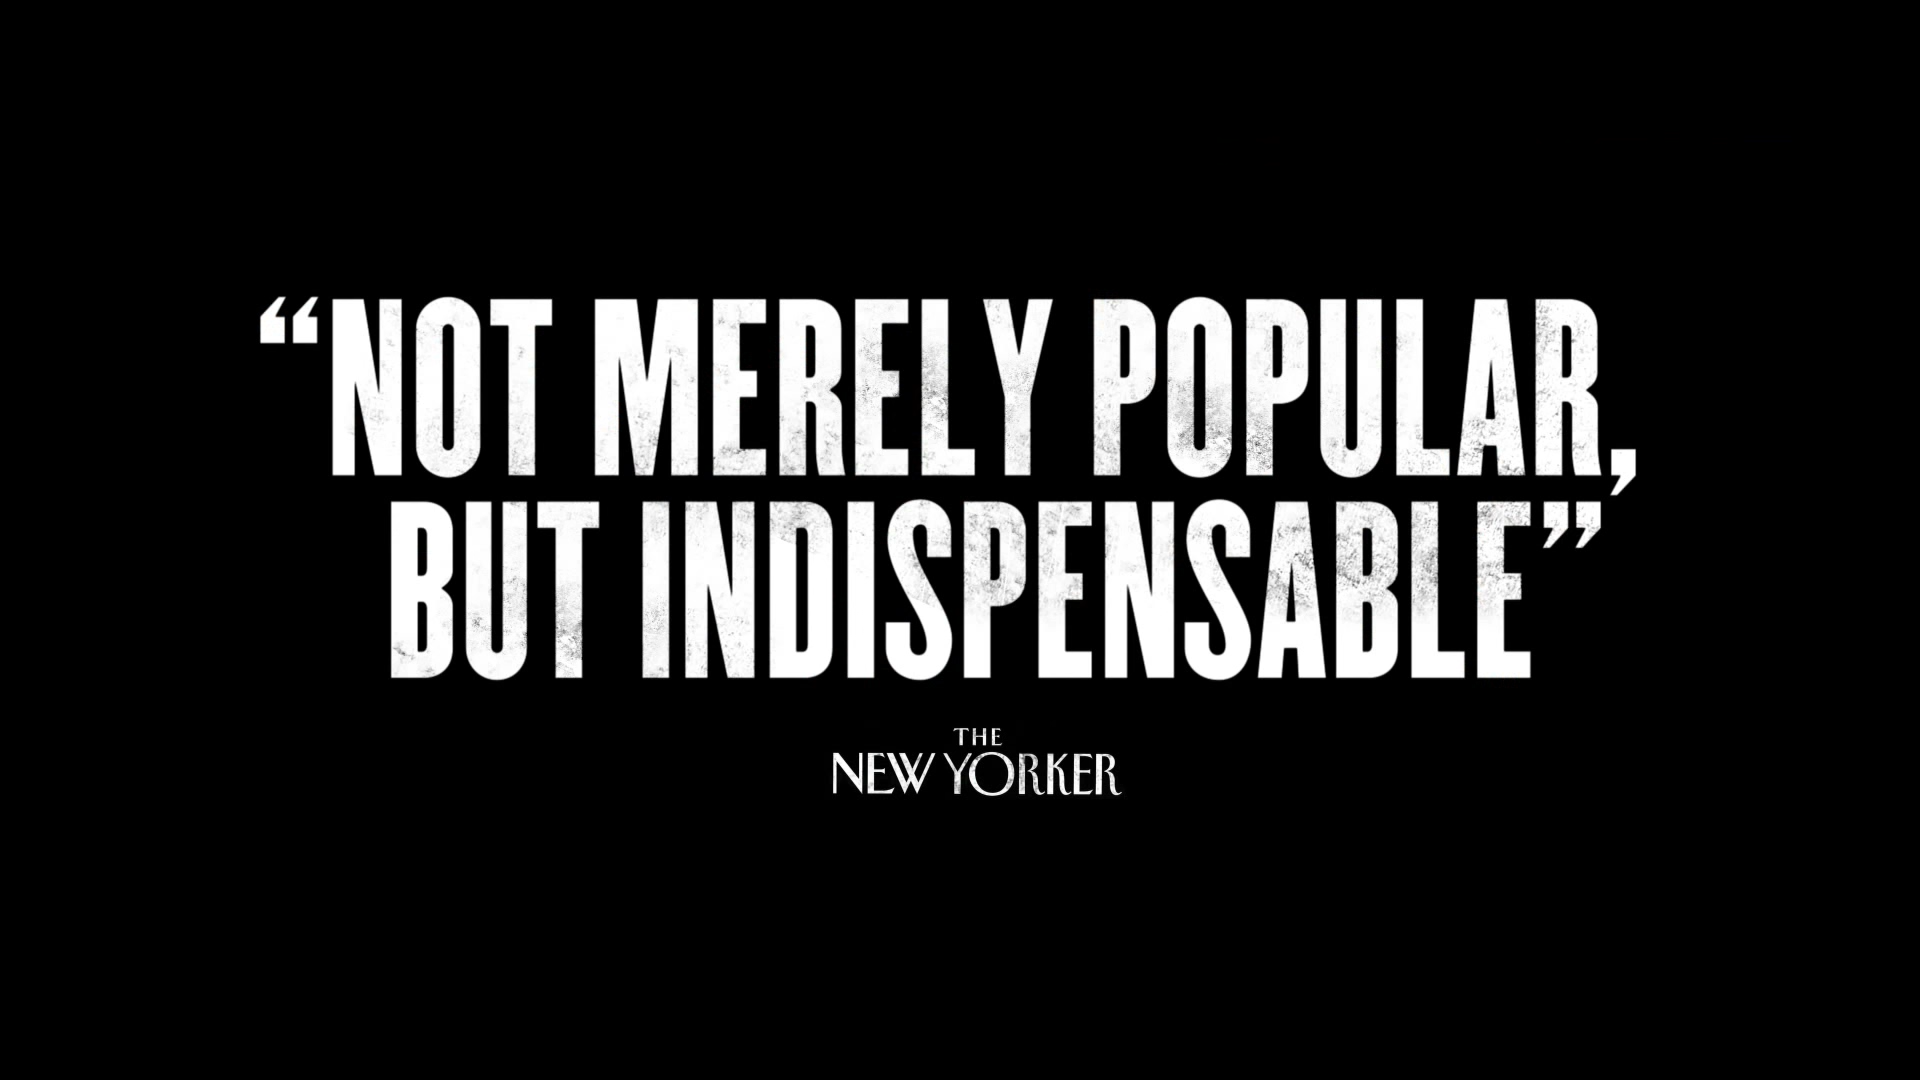 “NOT MERELY POPULAR,
BUT INDISPENSABLE”
THE
NEW YORKER